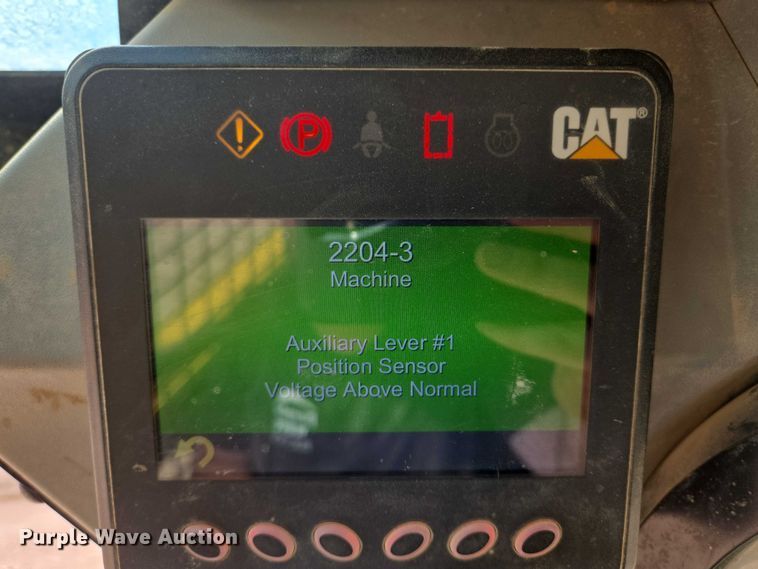 P
CAT®
2204-3
Machine
Auxiliary Lever #1
Position Sensor
Voltage Above Normal
Purple Wave Auction